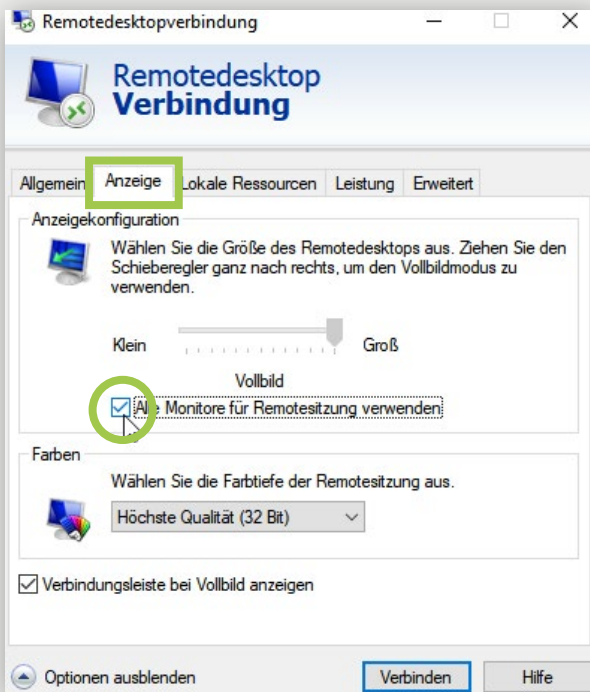 Remotedesktopverbindung
Remotedesktop
Verbindung
Allgemein Anzeige Lokale Ressourcen Leistung Erweitert
Anzeigekonfiguration
Wählen Sie die Größe des Remotedesktops aus. Ziehen Sie den
Schieberegler ganz nach rechts, um den Vollbildmodus zu
verwenden.
Klein Groß
Vollbild
Alle Monitore für Remotesitzung verwenden
Farben
Wählen Sie die Farbtiefe der Remotesitzung aus.
Höchste Qualität (32 Bit)
Verbindungsleiste bei Vollbild anzeigen
Optionen ausblenden Verbinden Hilfe